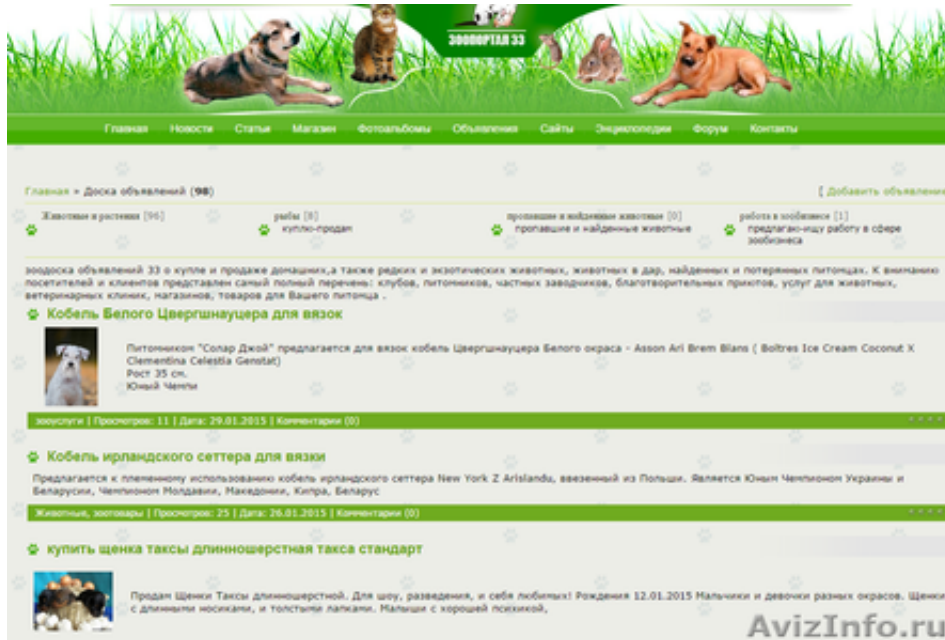 ЗООПОРТАЛ 33
Главная Новости Статьи Магазин Фотоальбомы Объявления Сайты Энциклопедии Форум Контакты
Главная » Доска объявлений (98) [ Добавить объявление
Животные и растения [96] рыбы [8] пропавшие и найденные животные [0] работа в зообизнесе [1]
куплю-продам пропавшие и найденные животные предлагаю-ищу работу в сфере
зообизнеса
зоодоска объявлений 33 о купле и продаже домашних,а также редких и экзотических животных, животных в дар, найденных и потерянных питомцах. К вниманию
посетителей и клиентов представлен самый полный перечень: клубов, питомников, частных заводчиков, благотворительных приютов, услуг для животных,
ветеринарных клиник, магазинов, товаров для Вашего питомца .
Кобель Белого Цвергшнауцера для вязок
Питомником "Солар Джой" предлагается для вязок кобель Цвергшнауцера Белого окраса - Asson Ari Brem Blans ( Boltres Ice Cream Coconut X
Clementina Celestia Genstat)
Рост 35 см.
Юный Чемпи
зооуслуги | Просмотров: 11 | Дата: 29.01.2015 | Комментарии (0)
Кобель ирландского сеттера для вязки
Предлагается к племенному использованию кобель ирландского сеттера New York Z Arislandu, ввезенный из Польши. Является Юным Чемпионом Украины и
Беларусии, Чемпионом Молдавии, Македонии, Кипра, Беларус
Животные, зоотовары | Просмотров: 25 | Дата: 26.01.2015 | Комментарии (0)
купить щенка таксы длинношерстная такса стандарт
Продам Щенки Таксы длинношерстной. Для шоу, разведения, и себя любимых! Рождения 12.01.2015 Мальчики и девочки разных окрасов. Щенки
с длинными носиками, и толстыми лапками. Малыши с хорошей психикой,
AvizInfo.ru